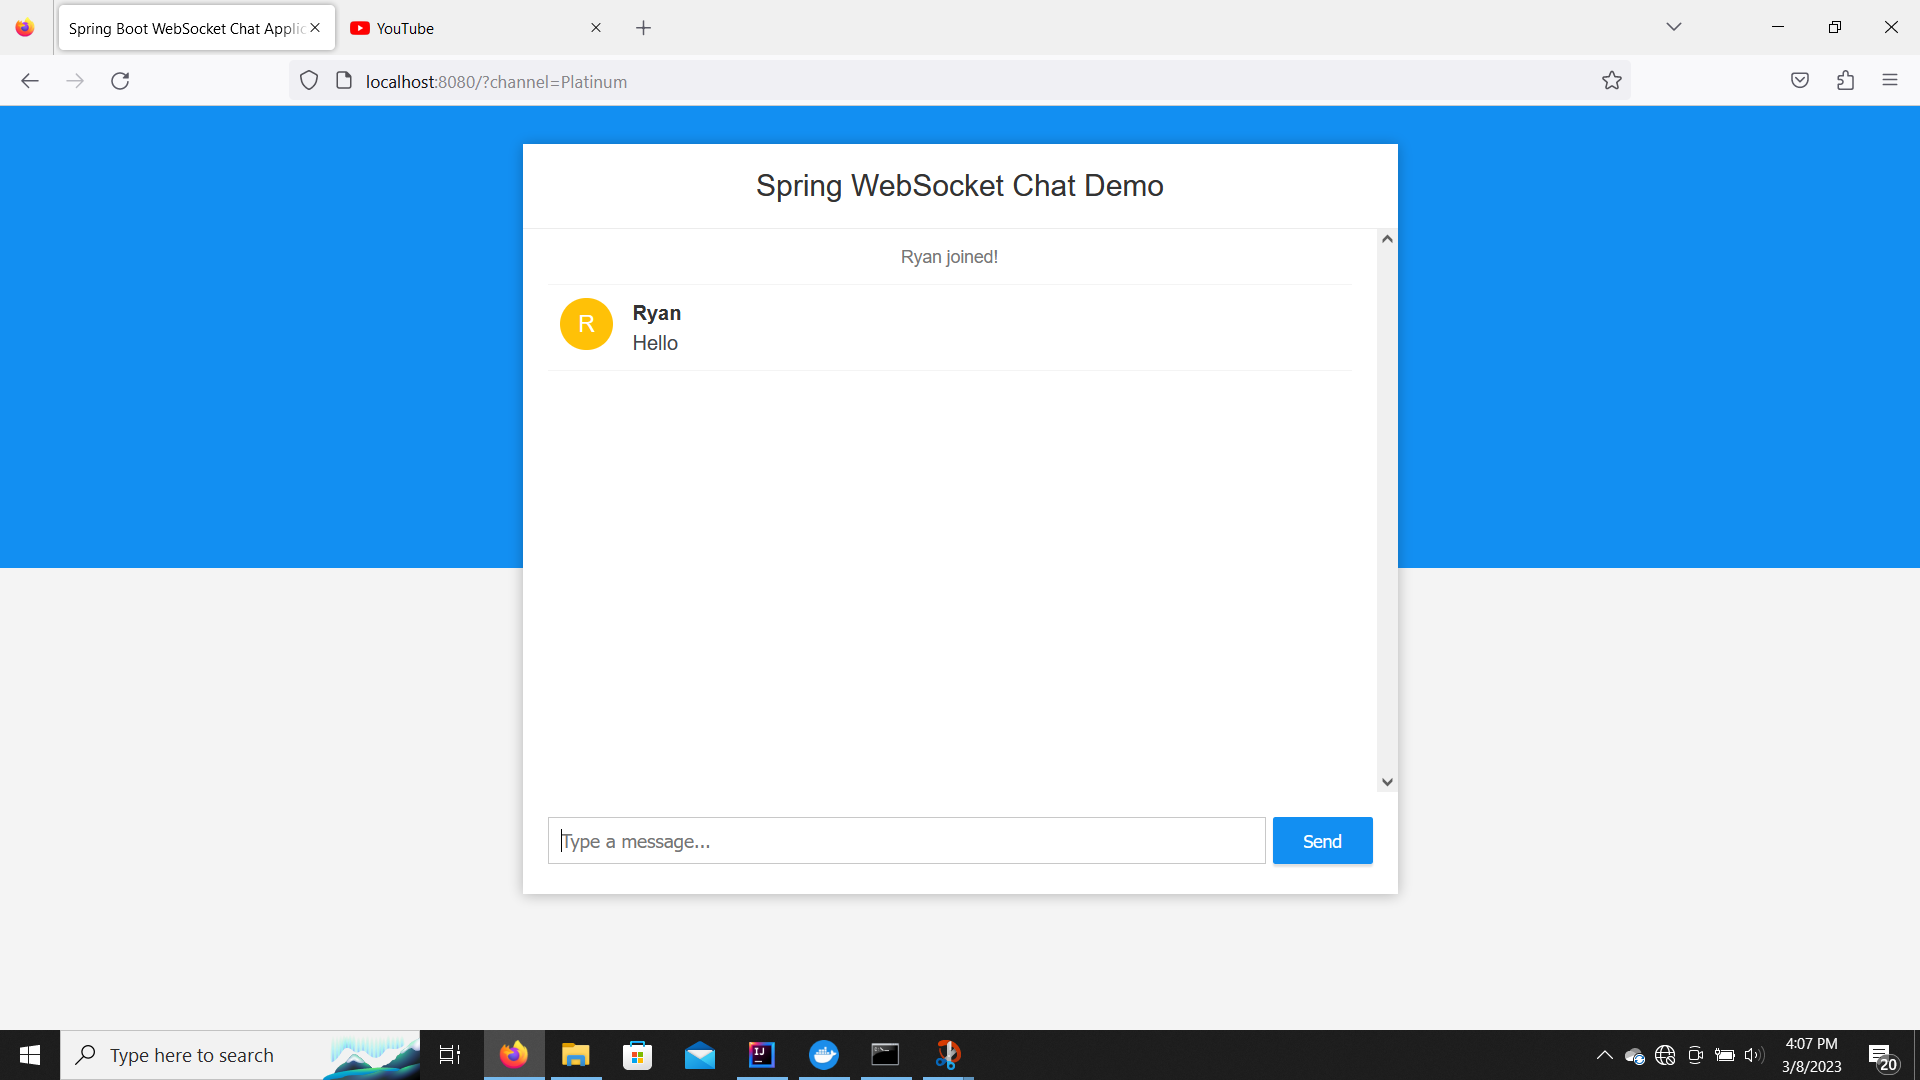 Spring Boot WebSocket Chat Applic
YouTube
localhost:8080/?channel=Platinum
Spring WebSocket Chat Demo
Ryan joined!
R
Ryan
Hello
Type a message...
Send
Type here to search
IJ
4:07 PM
3/8/2023
20